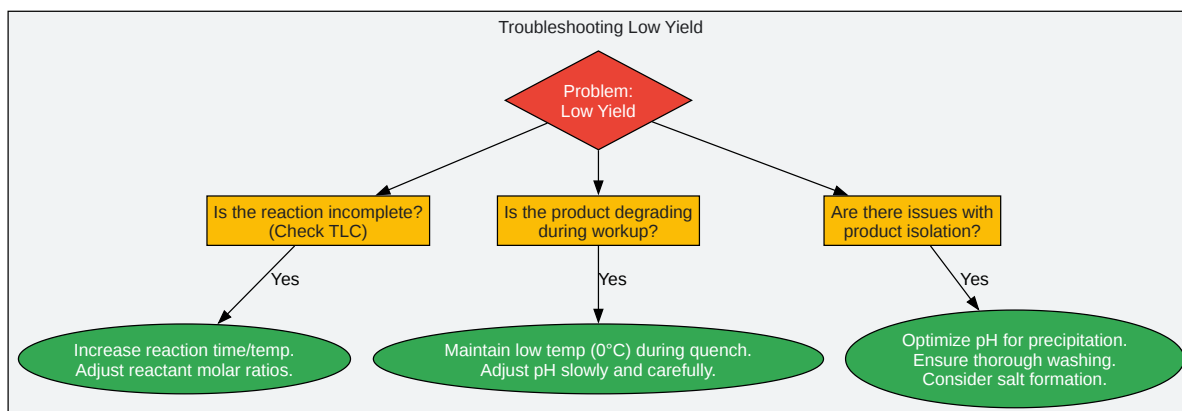 Troubleshooting Low Yield
Problem:
Low Yield
Is the reaction incomplete?
(Check TLC)
Is the product degrading
during workup?
Are there issues with
product isolation?
Yes
Yes
Yes
Increase reaction time/temp.
Adjust reactant molar ratios.
Maintain low temp (0°C) during quench.
Adjust pH slowly and carefully.
Optimize pH for precipitation.
Ensure thorough washing.
Consider salt formation.